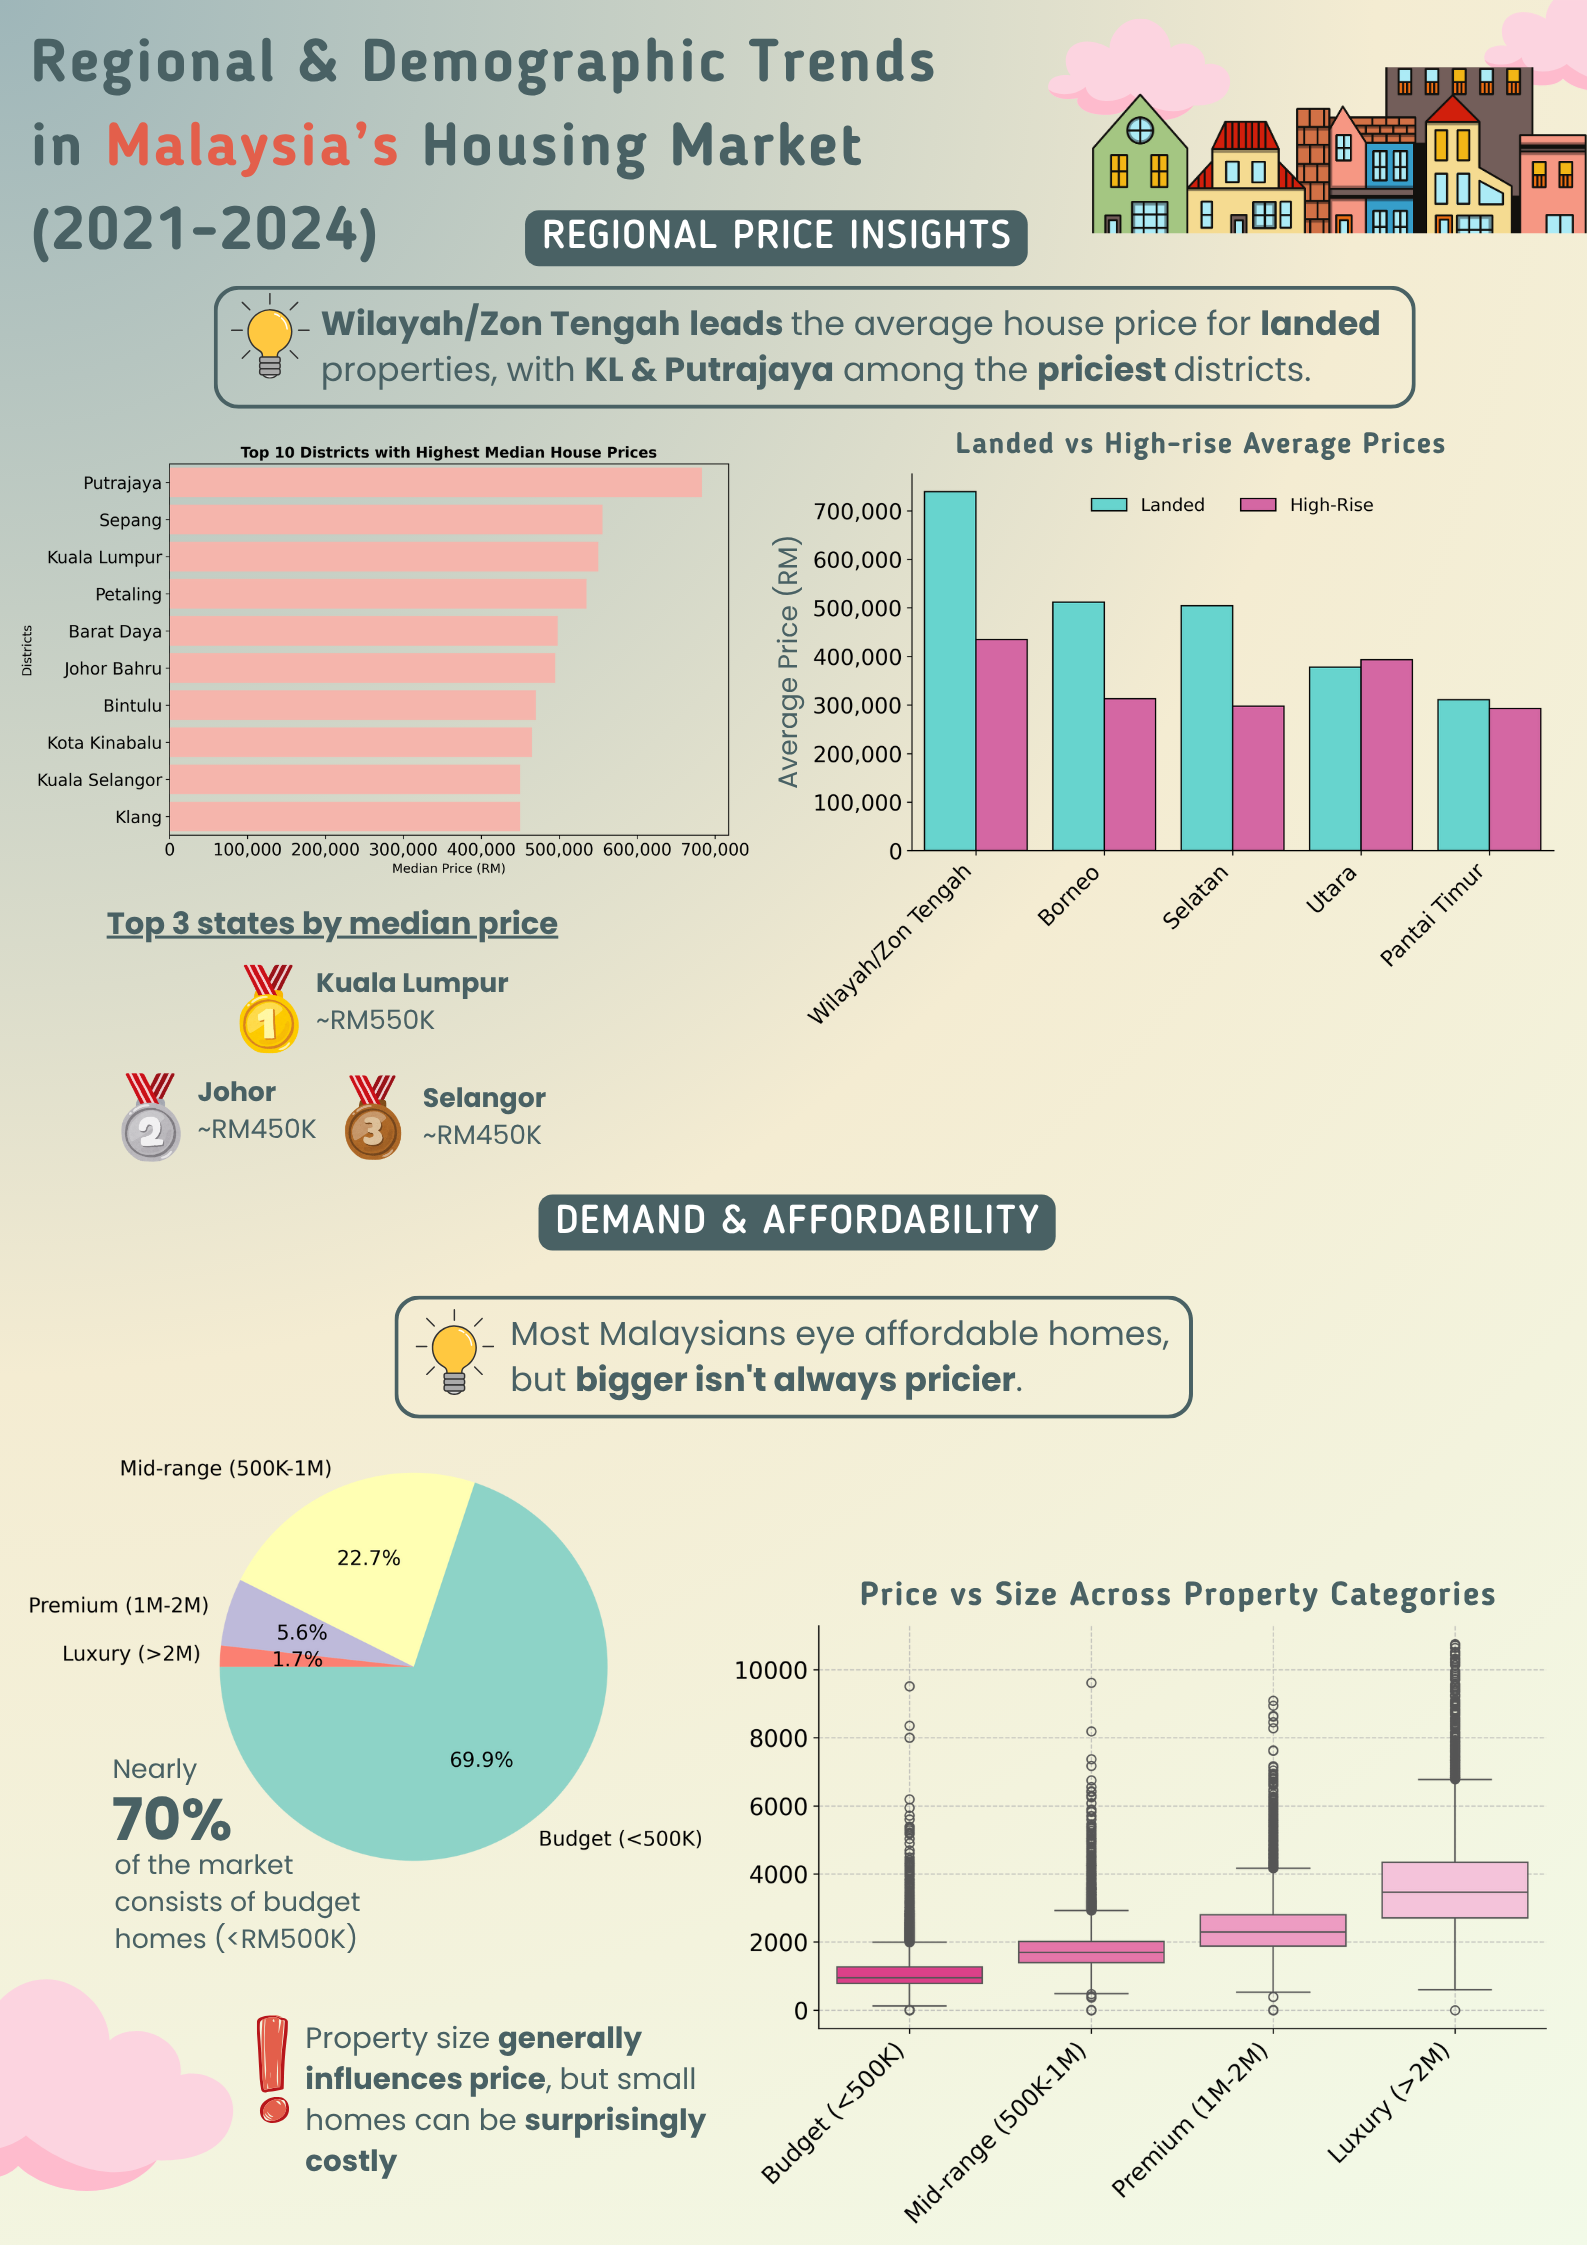 Regional & Demographic Trends
in Malaysia's Housing Market
(2021-2024)
REGIONAL PRICE INSIGHTS
Wilayah/Zon Tengah leads the average house price for landed
properties, with KL & Putrajaya among the priciest districts.
Top 10 Districts with Highest Median House Prices
Districts
Putrajaya
Sepang
Kuala Lumpur
Petaling
Barat Daya
Johor Bahru
Bintulu
Kota Kinabalu
Kuala Selangor
Klang
0 100,000 200,000 300,000 400,000 500,000 600,000 700,000
Median Price (RM)
Landed vs High-rise Average Prices
Landed High-Rise
Average Price (RM)
700,000
600,000
500,000
400,000
300,000
200,000
100,000
0
Wilayah/Zon Tengah
Borneo
Selatan
Utara
Pantai Timur
Top 3 states by median price
1
Kuala Lumpur
~RM550K
2
Johor
~RM450K
3
Selangor
~RM450K
DEMAND & AFFORDABILITY
Most Malaysians eye affordable homes,
but bigger isn't always pricier.
Mid-range (500K-1M)
22.7%
Premium (1M-2M)
5.6%
Luxury (>2M)
1.7%
69.9%
Budget (<500K)
Nearly
70%
of the market
consists of budget
homes (<RM500K)
Property size generally
influences price, but small
homes can be surprisingly
costly
Price vs Size Across Property Categories
10000
8000
6000
4000
2000
0
Budget (<500K)
Mid-range (500K-1M)
Premium (1M-2M)
Luxury (>2M)